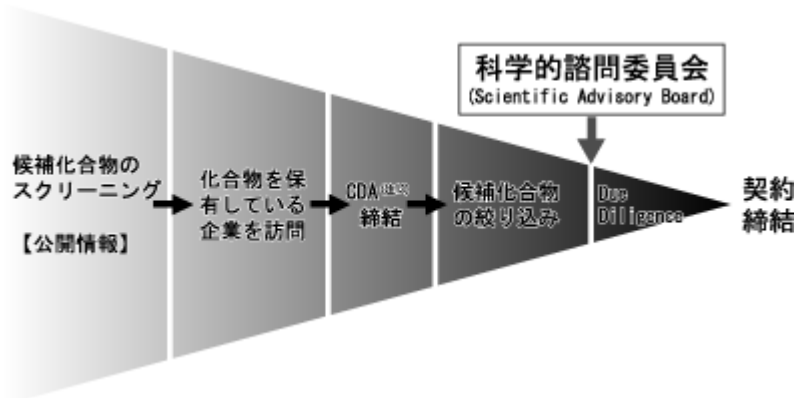 科学的諮問委員会
(Scientific Advisory Board)
候補化合物の
スクリーニング
【公開情報】
化合物を保
有している
企業を訪問
CDA
締結
候補化合物
の絞り込み
Due
Diligence
契約
締結